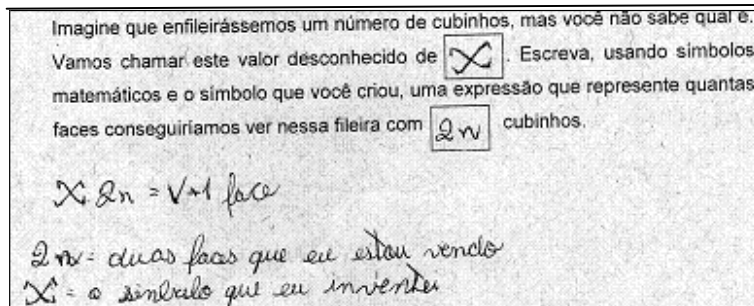 Imagine que enfileirássemos um número de cubinhos, mas você não sabe qual é.
Vamos chamar este valor desconhecido de X . Escreva, usando símbolos
matemáticos e o símbolo que você criou, uma expressão que represente quantas
faces conseguiríamos ver nessa fileira com 2n cubinhos.
X. 2n = V+1 face
2n = duas faces que eu estou vendo
X = o simbulo que eu inventei